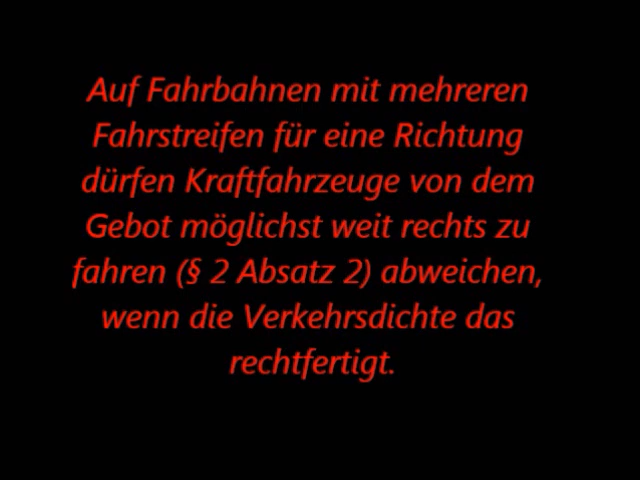 Auf Fahrbahnen mit mehreren
Fahrstreifen für eine Richtung
dürfen Kraftfahrzeuge von dem
Gebot möglichst weit rechts zu
fahren (§ 2 Absatz 2) abweichen,
wenn die Verkehrsdichte das
rechtfertigt.